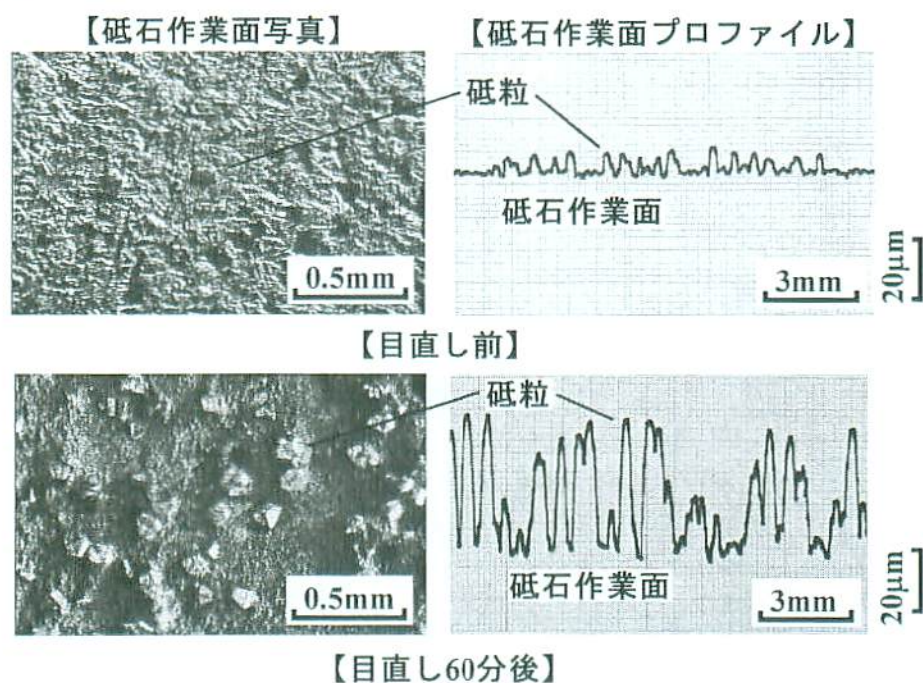 【砥石作業面写真】
【砥石作業面プロファイル】
砥粒
砥石作業面
0.5mm
3mm
20μm
【目直し前】
砥粒
砥石作業面
0.5mm
3mm
20μm
【目直し60分後】